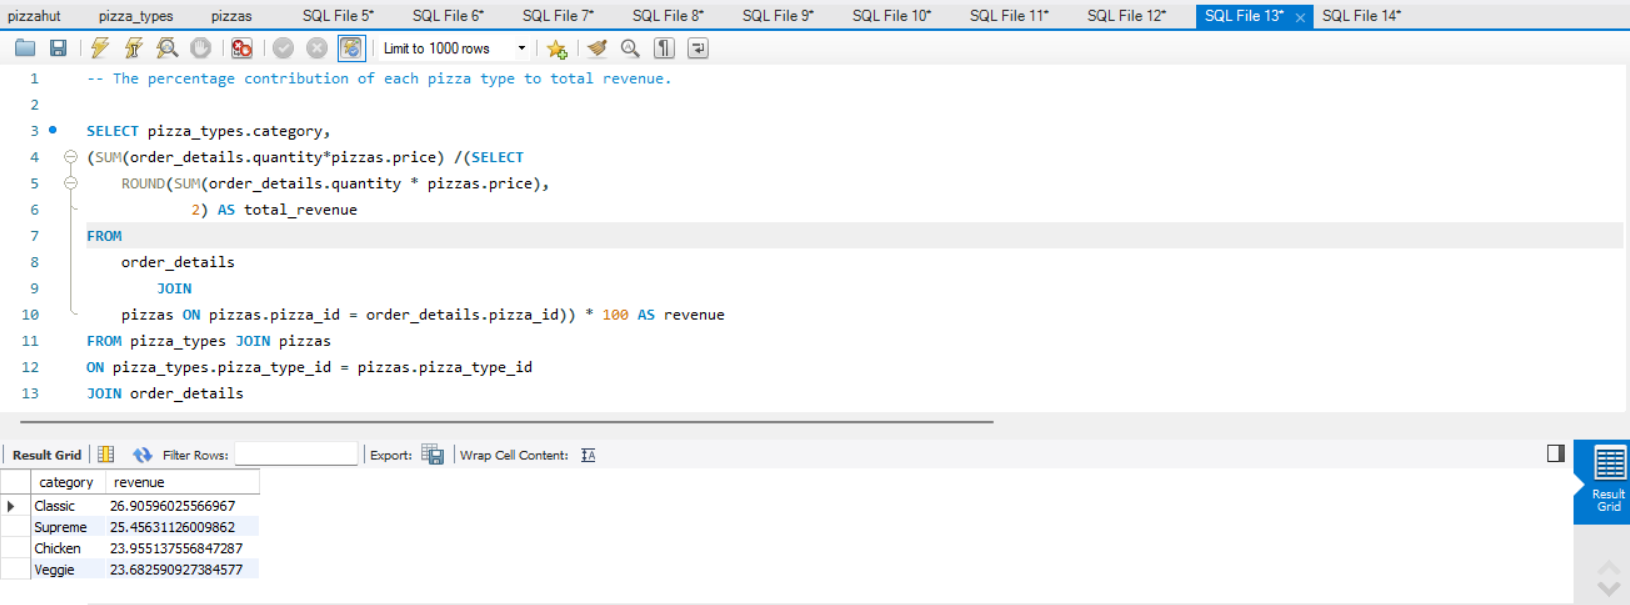 pizzahut pizza_types pizzas SQL File 5* SQL File 6* SQL File 7* SQL File 8* SQL File 9* SQL File 10* SQL File 11* SQL File 12* SQL File 13* SQL File 14*
Limit to 1000 rows
1 -- The percentage contribution of each pizza type to total revenue.
2
3 SELECT pizza_types.category,
4 (SUM(order_details.quantity*pizzas.price) /(SELECT
5 ROUND(SUM(order_details.quantity * pizzas.price),
6 2) AS total_revenue
7 FROM
8 order_details
9 JOIN
10 pizzas ON pizzas.pizza_id = order_details.pizza_id)) * 100 AS revenue
11 FROM pizza_types JOIN pizzas
12 ON pizza_types.pizza_type_id = pizzas.pizza_type_id
13 JOIN order_details
Result Grid Filter Rows: Export: Wrap Cell Content: IA
category revenue
Classic 26.90596025566967
Supreme 25.45631126009862
Chicken 23.955137556847287
Veggie 23.682590927384577
Result
Grid